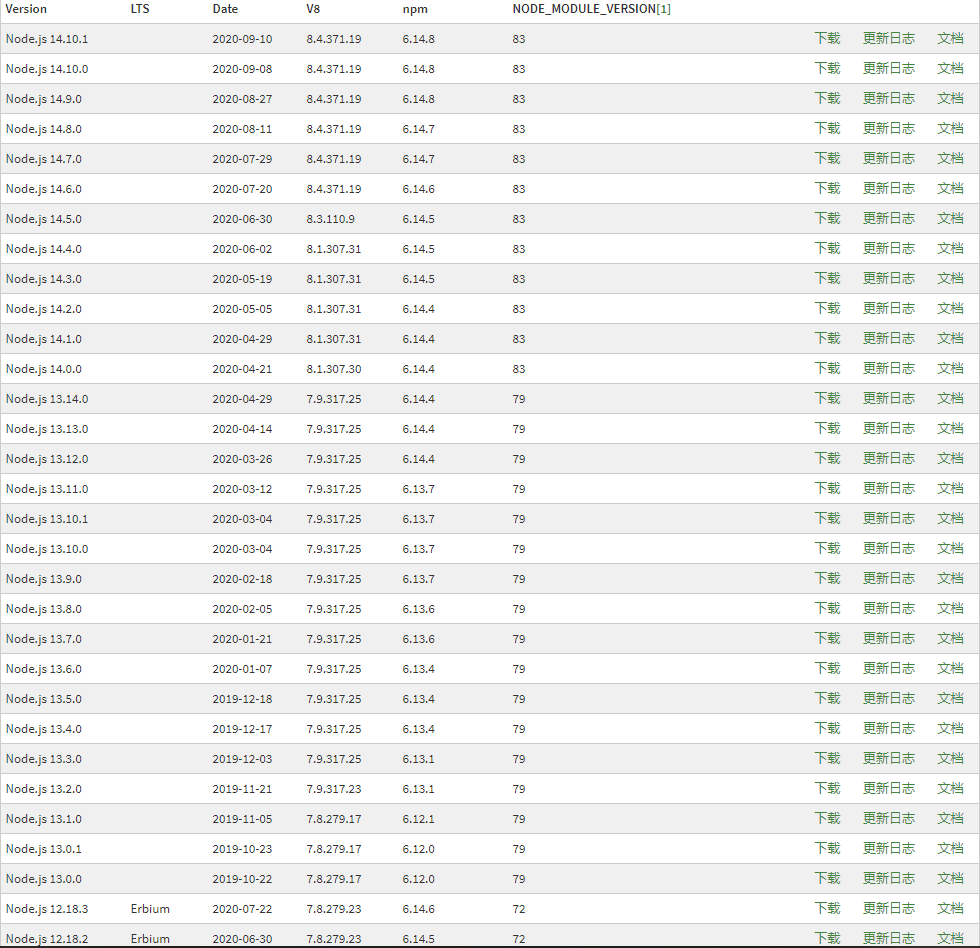 Version LTS Date V8 npm NODE_MODULE_VERSION[1]
Node.js 14.10.1 2020-09-10 8.4.371.19 6.14.8 83 下载 更新日志 文档
Node.js 14.10.0 2020-09-08 8.4.371.19 6.14.8 83 下载 更新日志 文档
Node.js 14.9.0 2020-08-27 8.4.371.19 6.14.8 83 下载 更新日志 文档
Node.js 14.8.0 2020-08-11 8.4.371.19 6.14.7 83 下载 更新日志 文档
Node.js 14.7.0 2020-07-29 8.4.371.19 6.14.7 83 下载 更新日志 文档
Node.js 14.6.0 2020-07-20 8.4.371.19 6.14.6 83 下载 更新日志 文档
Node.js 14.5.0 2020-06-30 8.3.110.9 6.14.5 83 下载 更新日志 文档
Node.js 14.4.0 2020-06-02 8.1.307.31 6.14.5 83 下载 更新日志 文档
Node.js 14.3.0 2020-05-19 8.1.307.31 6.14.5 83 下载 更新日志 文档
Node.js 14.2.0 2020-05-05 8.1.307.31 6.14.4 83 下载 更新日志 文档
Node.js 14.1.0 2020-04-29 8.1.307.31 6.14.4 83 下载 更新日志 文档
Node.js 14.0.0 2020-04-21 8.1.307.30 6.14.4 83 下载 更新日志 文档
Node.js 13.14.0 2020-04-29 7.9.317.25 6.14.4 79 下载 更新日志 文档
Node.js 13.13.0 2020-04-14 7.9.317.25 6.14.4 79 下载 更新日志 文档
Node.js 13.12.0 2020-03-26 7.9.317.25 6.14.4 79 下载 更新日志 文档
Node.js 13.11.0 2020-03-12 7.9.317.25 6.13.7 79 下载 更新日志 文档
Node.js 13.10.1 2020-03-04 7.9.317.25 6.13.7 79 下载 更新日志 文档
Node.js 13.10.0 2020-03-04 7.9.317.25 6.13.7 79 下载 更新日志 文档
Node.js 13.9.0 2020-02-18 7.9.317.25 6.13.7 79 下载 更新日志 文档
Node.js 13.8.0 2020-02-05 7.9.317.25 6.13.6 79 下载 更新日志 文档
Node.js 13.7.0 2020-01-21 7.9.317.25 6.13.6 79 下载 更新日志 文档
Node.js 13.6.0 2020-01-07 7.9.317.25 6.13.4 79 下载 更新日志 文档
Node.js 13.5.0 2019-12-18 7.9.317.25 6.13.4 79 下载 更新日志 文档
Node.js 13.4.0 2019-12-17 7.9.317.25 6.13.4 79 下载 更新日志 文档
Node.js 13.3.0 2019-12-03 7.9.317.25 6.13.1 79 下载 更新日志 文档
Node.js 13.2.0 2019-11-21 7.9.317.23 6.13.1 79 下载 更新日志 文档
Node.js 13.1.0 2019-11-05 7.8.279.17 6.12.1 79 下载 更新日志 文档
Node.js 13.0.1 2019-10-23 7.8.279.17 6.12.0 79 下载 更新日志 文档
Node.js 13.0.0 2019-10-22 7.8.279.17 6.12.0 79 下载 更新日志 文档
Node.js 12.18.3 Erbium 2020-07-22 7.8.279.23 6.14.6 72 下载 更新日志 文档
Node.js 12.18.2 Erbium 2020-06-30 7.8.279.23 6.14.5 72 下载 更新日志 文档